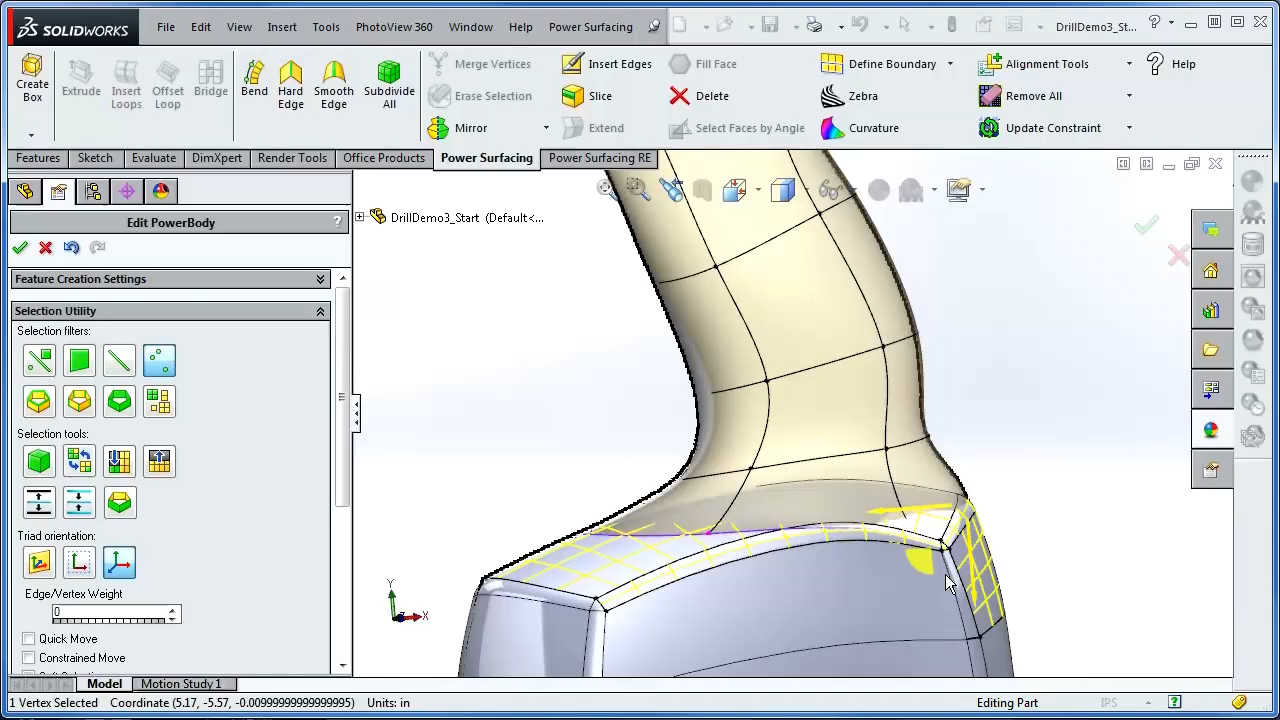 SOLIDWORKS File Edit View Insert Tools PhotoView 360 Window Help Power Surfacing DrillDemo3_St... ?
Create Box
Extrude
Insert Loops
Offset Loop
Bridge
Bend
Hard Edge
Smooth Edge
Subdivide All
Merge Vertices Insert Edges Fill Face Define Boundary Alignment Tools ? Help
Erase Selection Slice Delete Zebra Remove All
Mirror Extend Select Faces by Angle Curvature Update Constraint
Features Sketch Evaluate DimXpert Render Tools Office Products Power Surfacing Power Surfacing RE
DrillDemo3_Start (Default<...
Edit PowerBody ?
Feature Creation Settings
Selection Utility
Selection filters:
Selection tools:
Triad orientation:
Edge/Vertex Weight
0
Quick Move
Constrained Move
Y
X
Model Motion Study 1
1 Vertex Selected Coordinate (5.17, -5.57, -0.00999999999999995) Units: in Editing Part IPS ?